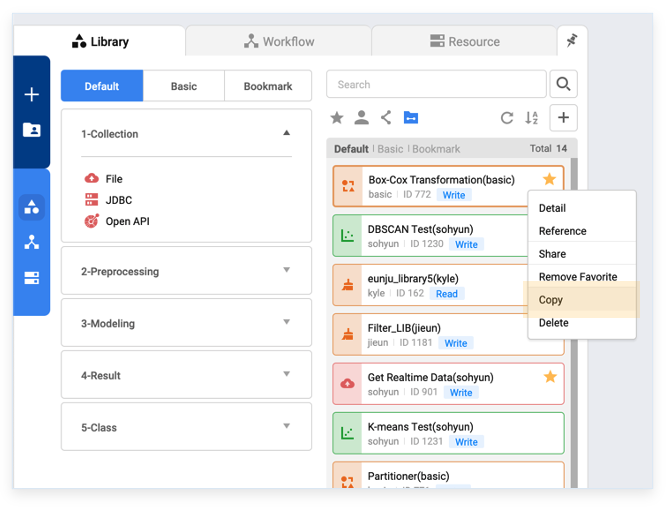 Library
Workflow
Resource
Default
Basic
Bookmark
1-Collection
File
JDBC
Open API
2-Preprocessing
3-Modeling
4-Result
5-Class
Search
Default | Basic | Bookmark
Total 14
Box-Cox Transformation(basic)
basic | ID 772 Write
DBSCAN Test(sohyun)
sohyun | ID 1230 Write
eunju_library5(kyle)
kyle | ID 162 Read
Filter_LIB(jieun)
jieun | ID 1181 Write
Get Realtime Data(sohyun)
sohyun | ID 901 Write
K-means Test(sohyun)
sohyun | ID 1231 Write
Partitioner(basic)
Detail
Reference
Share
Remove Favorite
Copy
Delete